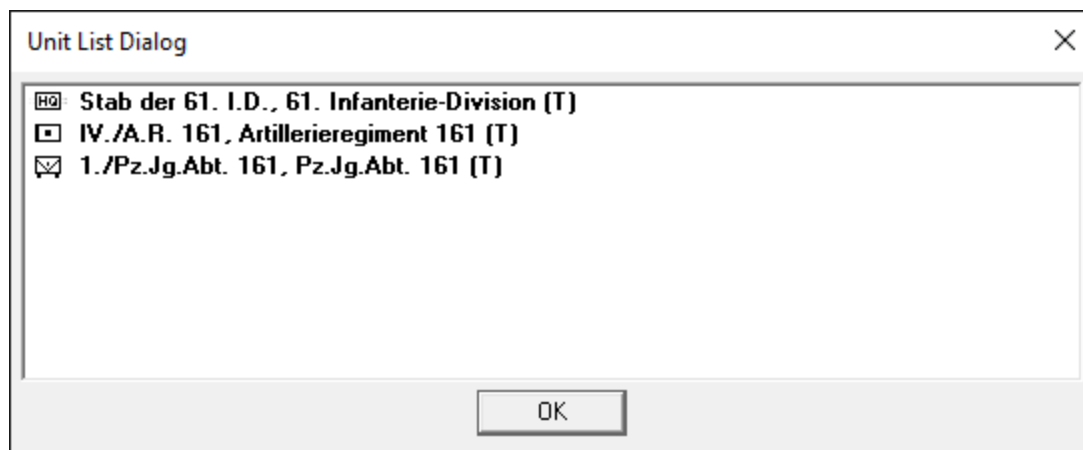 Unit List Dialog
HQ Stab der 61. I.D., 61. Infanterie-Division (T)
IV./A.R. 161, Artillerieregiment 161 (T)
1./Pz.Jg.Abt. 161, Pz.Jg.Abt. 161 (T)
OK